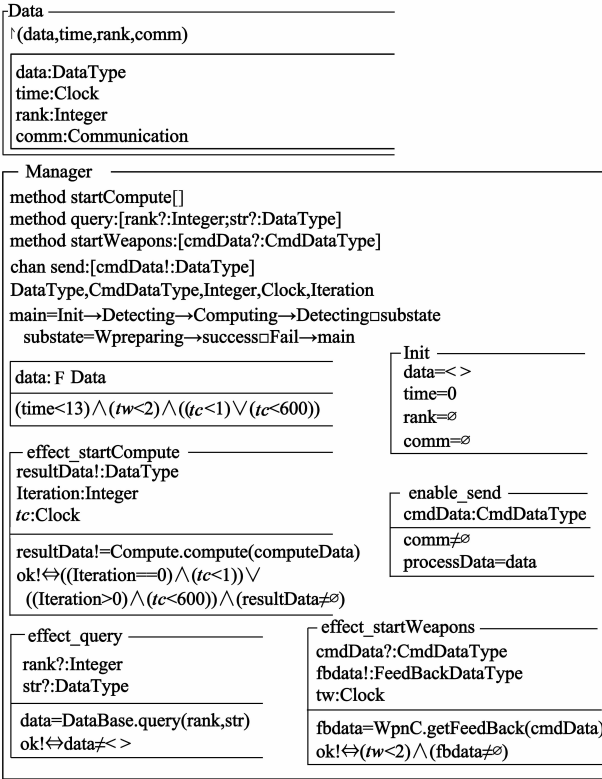 Data
↾(data,time,rank,comm)
data:DataType
time:Clock
rank:Integer
comm:Communication
Manager
method startCompute[]
method query:[rank?:Integer;str?:DataType]
method startWeapons:[cmdData?:CmdDataType]
chan send:[cmdData!:DataType]
DataType,CmdDataType,Integer,Clock,Iteration
main=Init→Detecting→Computing→Detecting□substate
substate=Wpreparing→success□Fail→main
data: F Data
(time<13)∧(tw<2)∧((tc<1)∨(tc<600))
Init
data=< >
time=0
rank=∅
comm=∅
effect_startCompute
resultData!:DataType
Iteration:Integer
tc:Clock
resultData!=Compute.compute(computeData)
ok!⇔((Iteration==0)∧(tc<1))∨
((Iteration>0)∧(tc<600))∧(resultData≠∅)
enable_send
cmdData:CmdDataType
comm≠∅
processData=data
effect_query
rank?:Integer
str?:DataType
data=DataBase.query(rank,str)
ok!⇔data≠< >
effect_startWeapons
cmdData?:CmdDataType
fbdata!:FeedBackDataType
tw:Clock
fbdata=WpnC.getFeedBack(cmdData)
ok!⇔(tw<2)∧(fbdata≠∅)